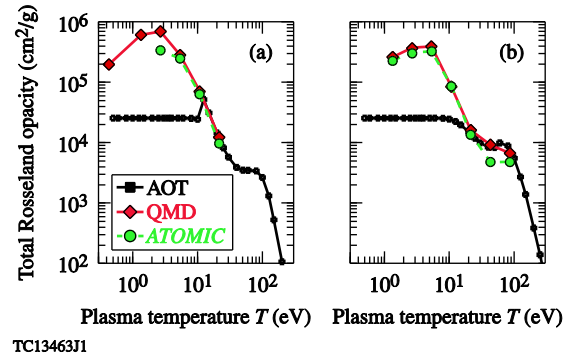 Total Rosseland opacity (cm²/g)
10⁶
10⁵
10⁴
10³
10²
(a)
(b)
AOT
QMD
ATOMIC
10⁰ 10¹ 10² 10⁰ 10¹ 10²
Plasma temperature T (eV) Plasma temperature T (eV)
TC13463J1